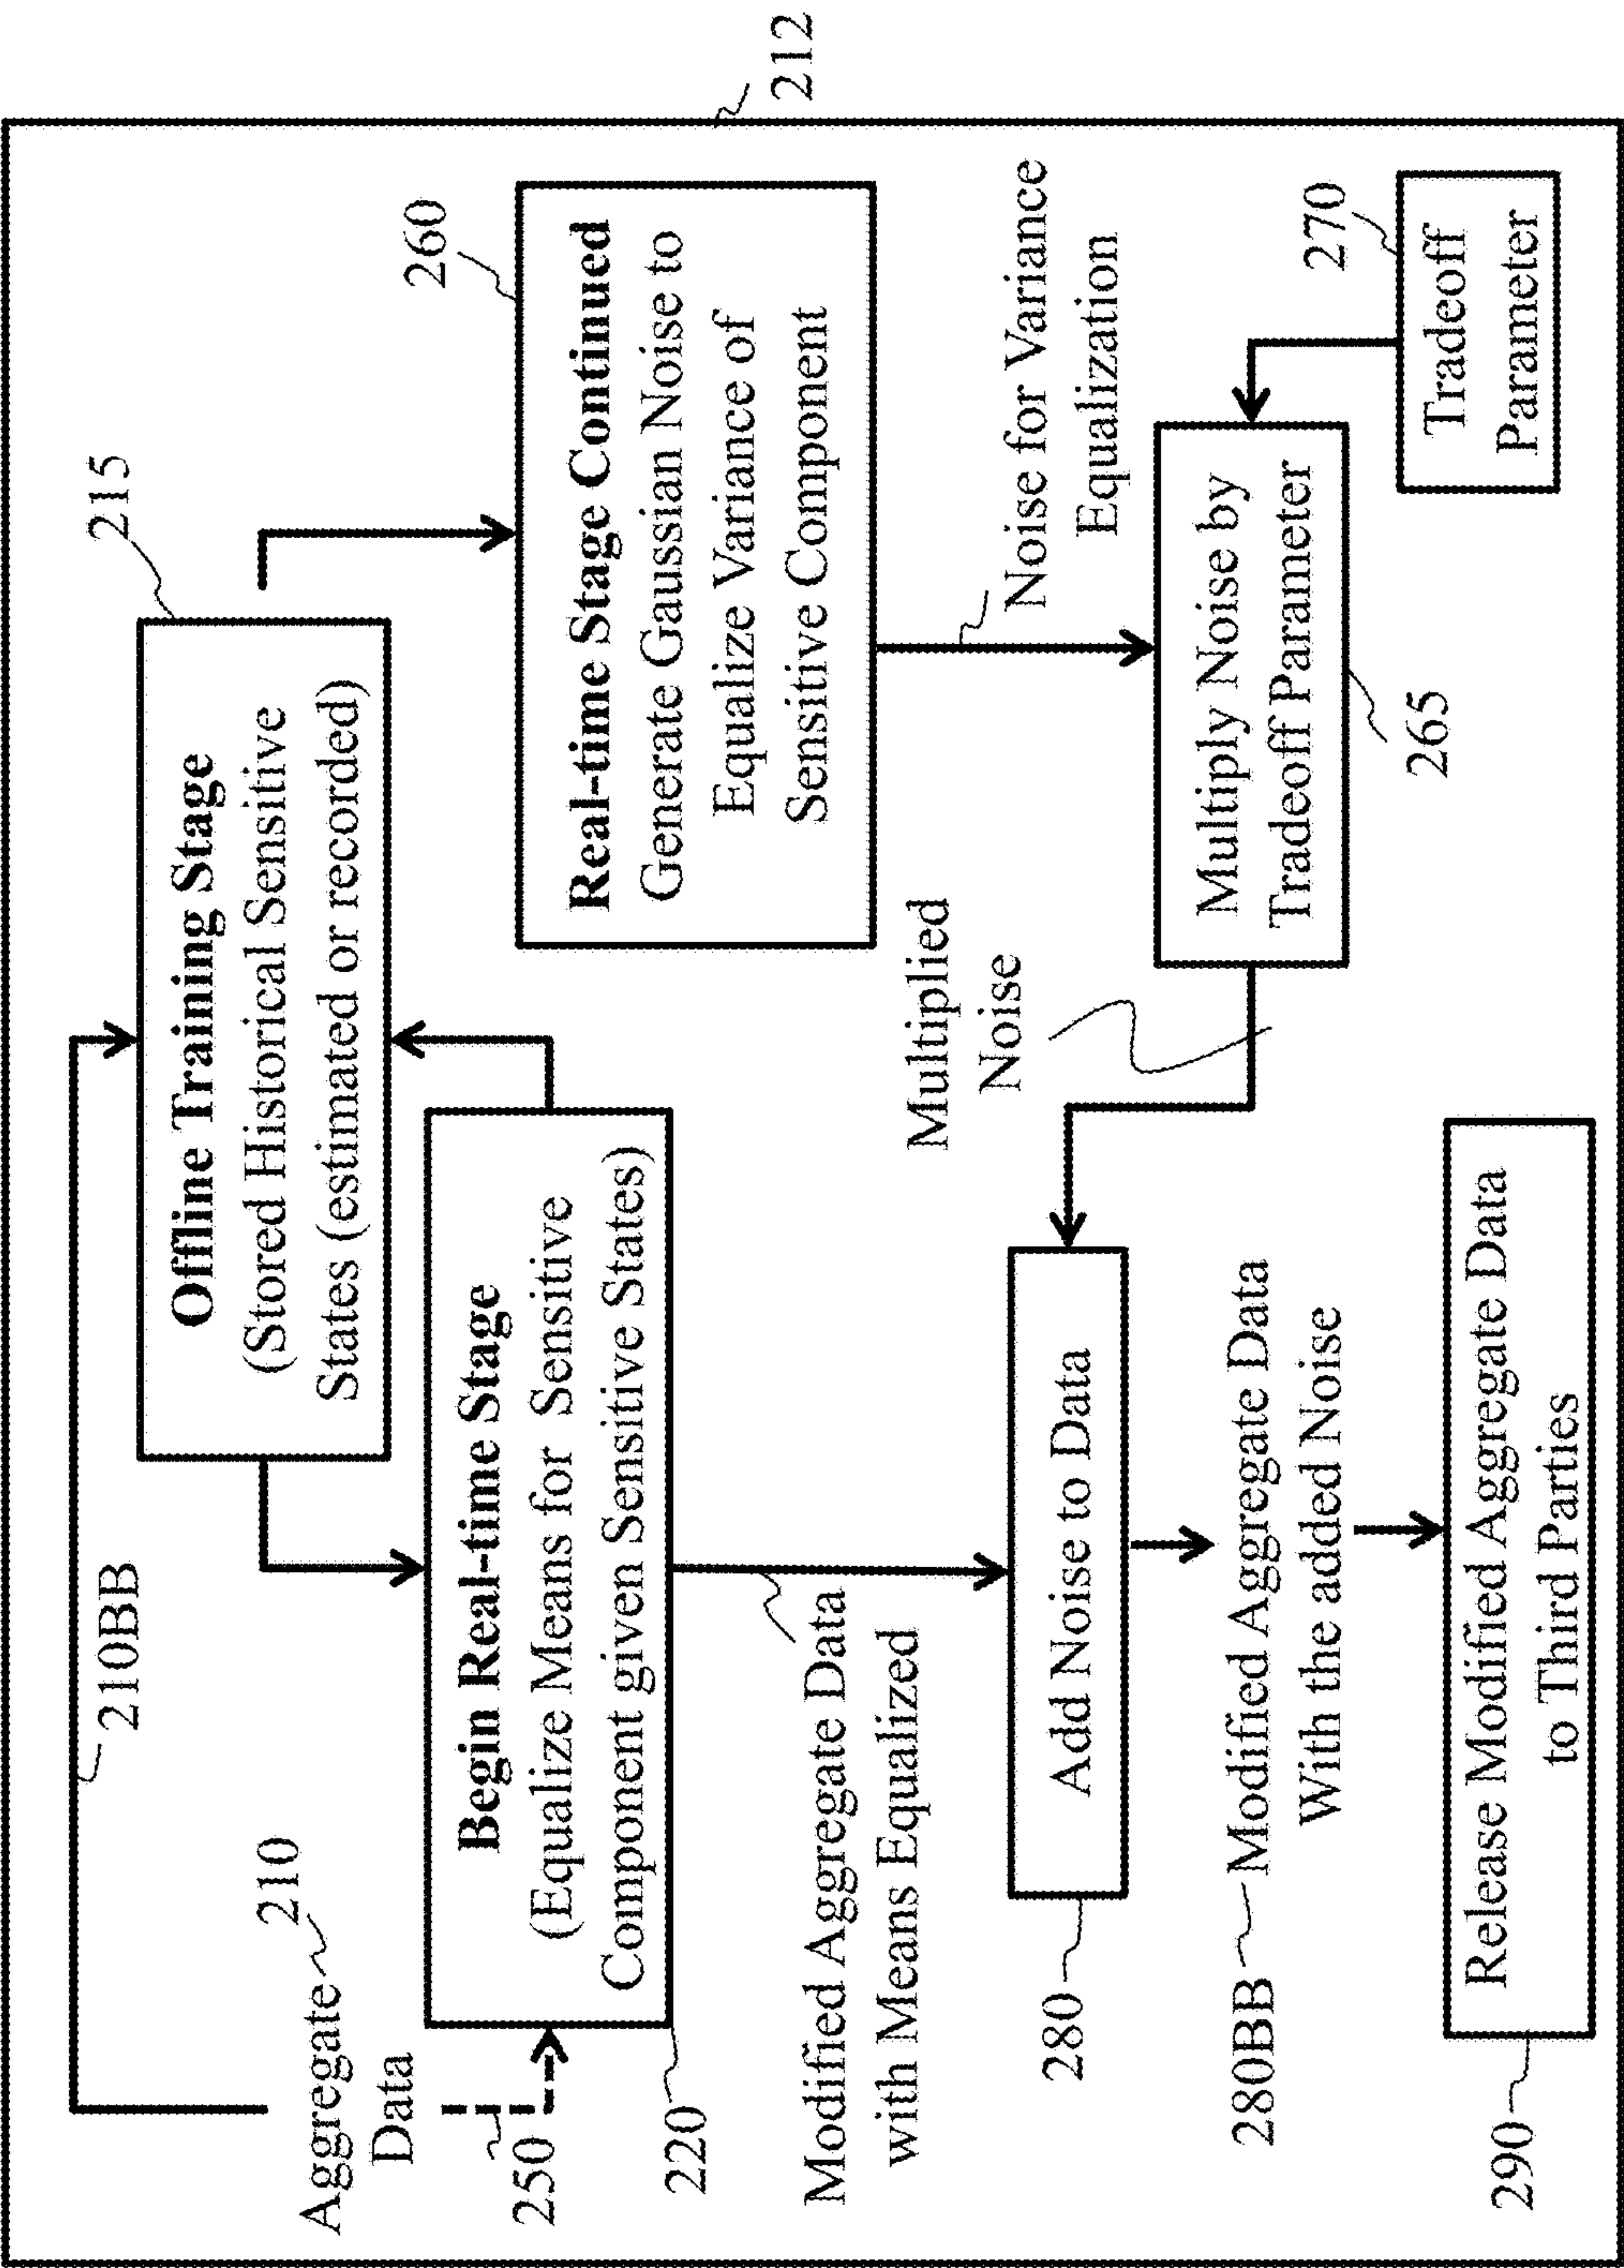 212
210BB
215
Offline Training Stage
(Stored Historical Sensitive
States (estimated or recorded)
Aggregate
Data
210
250
Begin Real-time Stage
(Equalize Means for Sensitive
Component given Sensitive States)
220
260
Real-time Stage Continued
Generate Gaussian Noise to
Equalize Variance of
Sensitive Component
Modified Aggregate Data
with Means Equalized
Multiplied
Noise
Noise for Variance
Equalization
280
Add Noise to Data
Multiply Noise by
Tradeoff Parameter
265
270
Tradeoff
Parameter
280BB
Modified Aggregate Data
With the added Noise
290
Release Modified Aggregate Data
to Third Parties